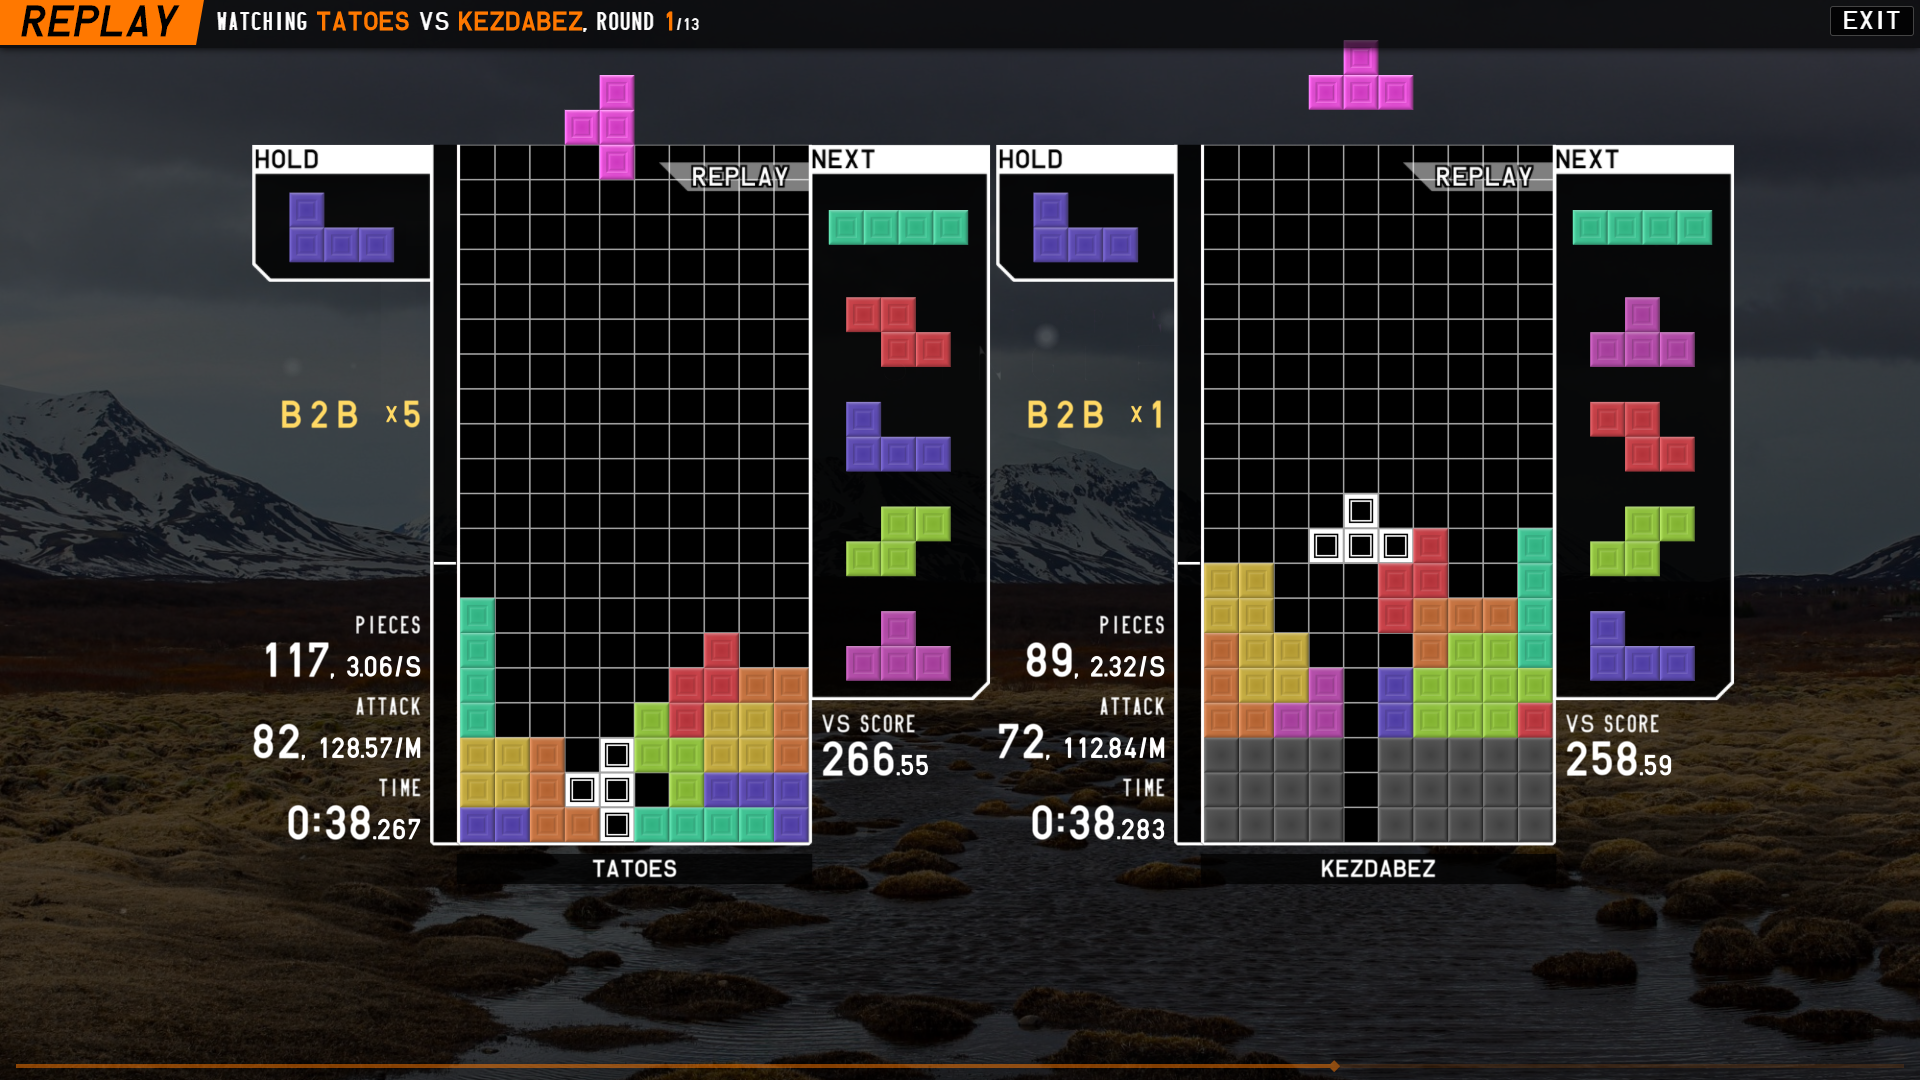 REPLAY WATCHING TATOES VS KEZDABEZ, ROUND 1/13 EXIT
HOLD
REPLAY
NEXT
B2B x5
PIECES
117, 3.06/S
ATTACK
82, 128.57/M
TIME
0:38.267
VS SCORE
266.55
TATOES
HOLD
REPLAY
NEXT
B2B x1
PIECES
89, 2.32/S
ATTACK
72, 112.84/M
TIME
0:38.283
VS SCORE
258.59
KEZDABEZ